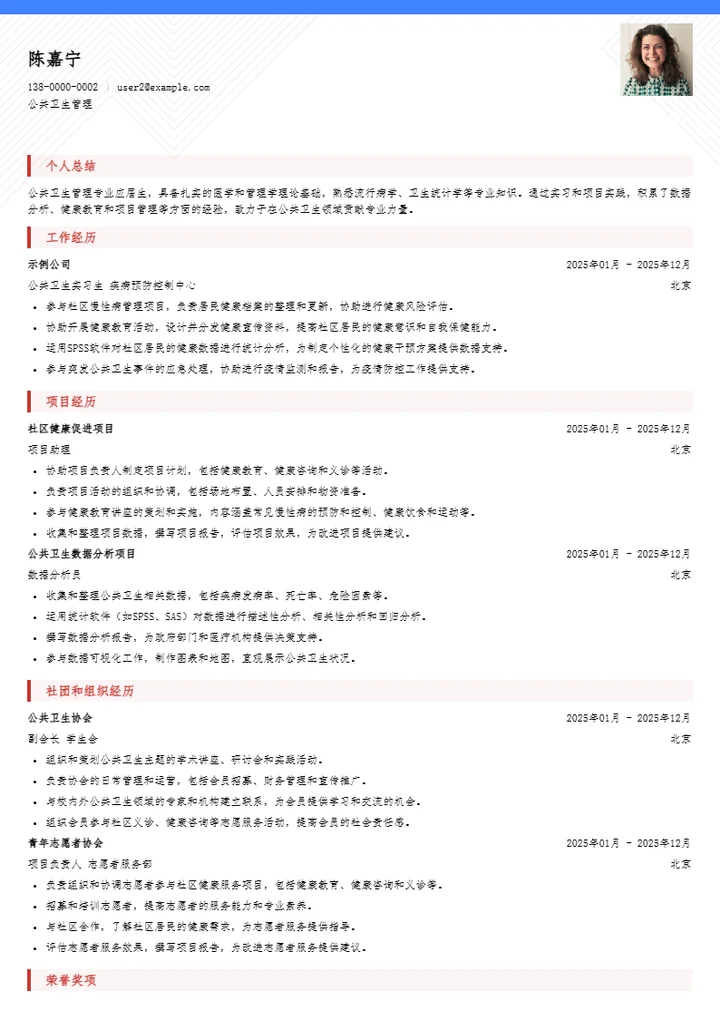 陈嘉宁
138-0000-0002 | user2@example.com
公共卫生管理
个人总结
公共卫生管理专业应届生，具备扎实的医学和管理学理论基础，熟悉流行病学、卫生统计学等专业知识。通过实习和项目实践，积累了数据
分析、健康教育和项目管理等方面的经验，致力于在公共卫生领域贡献专业力量。
工作经历
示例公司 2025年01月 - 2025年12月
公共卫生实习生 疾病预防控制中心 北京
• 参与社区慢性病管理项目，负责居民健康档案的整理和更新，协助进行健康风险评估。
• 协助开展健康教育活动，设计并分发健康宣传资料，提高社区居民的健康意识和自我保健能力。
• 运用SPSS软件对社区居民的健康数据进行统计分析，为制定个性化的健康干预方案提供数据支持。
• 参与突发公共卫生事件的应急处理，协助进行疫情监测和报告，为疫情防控工作提供支持。
项目经历
社区健康促进项目 2025年01月 - 2025年12月
项目助理 北京
• 协助项目负责人制定项目计划，包括健康教育、健康咨询和义诊等活动。
• 负责项目活动的组织和协调，包括场地布置、人员安排和物资准备。
• 参与健康教育讲座的策划和实施，内容涵盖常见慢性病的预防和控制、健康饮食和运动等。
• 收集和整理项目数据，撰写项目报告，评估项目效果，为改进项目提供建议。
公共卫生数据分析项目 2025年01月 - 2025年12月
数据分析员 北京
• 收集和整理公共卫生相关数据，包括疾病发病率、死亡率、危险因素等。
• 运用统计软件（如SPSS、SAS）对数据进行描述性分析、相关性分析和回归分析。
• 撰写数据分析报告，为政府部门和医疗机构提供决策支持。
• 参与数据可视化工作，制作图表和地图，直观展示公共卫生状况。
社团和组织经历
公共卫生协会 2025年01月 - 2025年12月
副会长 学生会 北京
• 组织和策划公共卫生主题的学术讲座、研讨会和实践活动。
• 负责协会的日常管理和运营，包括会员招募、财务管理和宣传推广。
• 与校内外公共卫生领域的专家和机构建立联系，为会员提供学习和交流的机会。
• 组织会员参与社区义诊、健康咨询等志愿服务活动，提高会员的社会责任感。
青年志愿者协会 2025年01月 - 2025年12月
项目负责人 志愿者服务部 北京
• 负责组织和协调志愿者参与社区健康服务项目，包括健康教育、健康咨询和义诊等。
• 招募和培训志愿者，提高志愿者的服务能力和专业素养。
• 与社区合作，了解社区居民的健康需求，为志愿者服务提供指导。
• 评估志愿者服务效果，撰写项目报告，为改进志愿者服务提供建议。
荣誉奖项